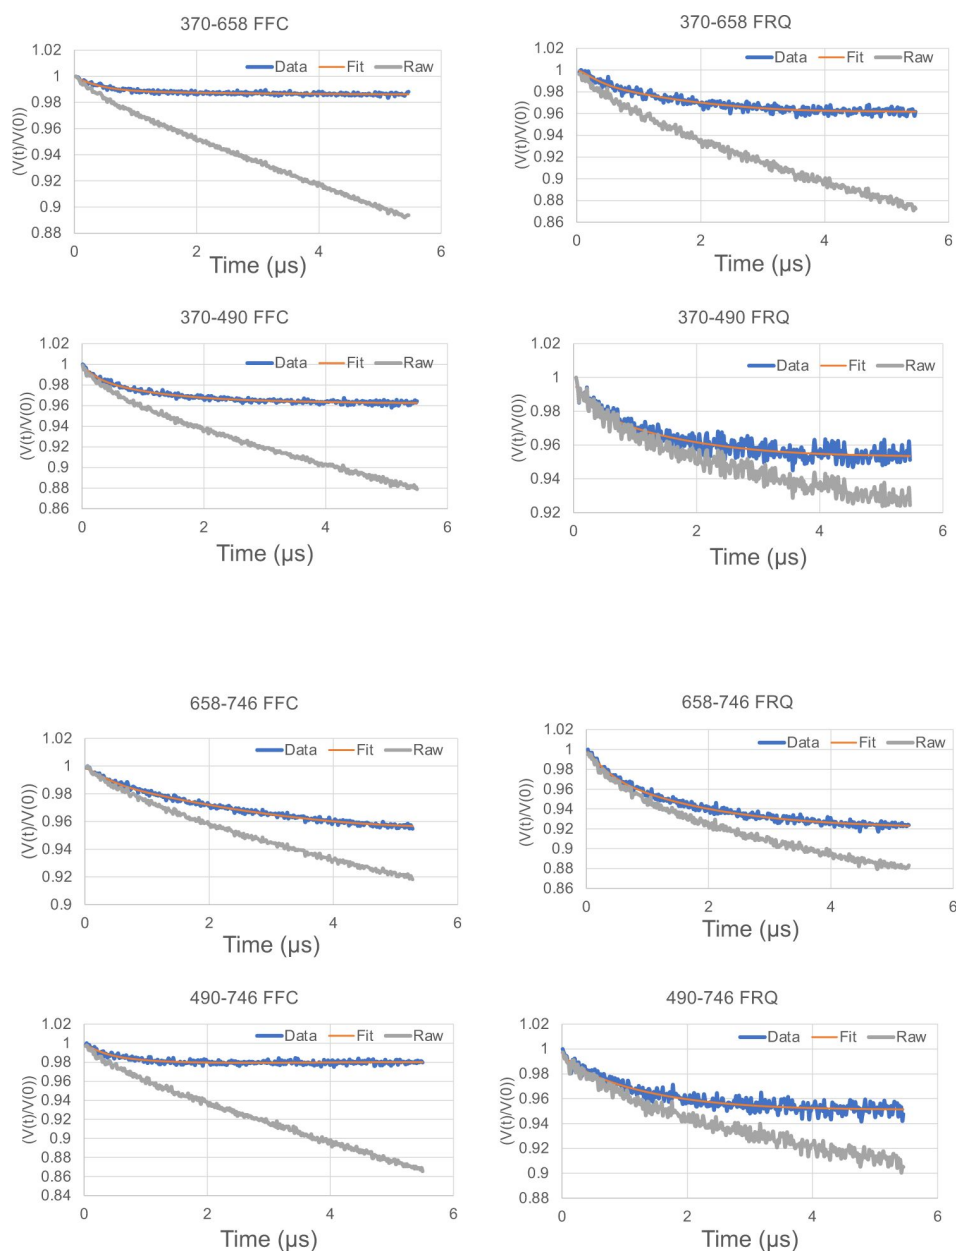 370-658 FFC
1.02
1
0.98
0.96
0.94
0.92
0.9
0.88
(V(t)/V(0))
Data Fit Raw
0 2 4 6
Time (µs)
370-658 FRQ
1.02
1
0.98
0.96
0.94
0.92
0.9
0.88
0.86
(V(t)/V(0))
Data Fit Raw
0 2 4 6
Time (µs)
370-490 FFC
1.02
1
0.98
0.96
0.94
0.92
0.9
0.88
0.86
(V(t)/V(0))
Data Fit Raw
0 2 4 6
Time (µs)
370-490 FRQ
1.02
1
0.98
0.96
0.94
0.92
(V(t)/V(0))
Data Fit Raw
0 2 4 6
Time (µs)
658-746 FFC
1.02
1
0.98
0.96
0.94
0.92
0.9
(V(t)/V(0))
Data Fit Raw
0 2 4 6
Time (µs)
658-746 FRQ
1.02
1
0.98
0.96
0.94
0.92
0.9
0.88
0.86
(V(t)/V(0))
Data Fit Raw
0 2 4 6
Time (µs)
490-746 FFC
1.02
1
0.98
0.96
0.94
0.92
0.9
0.88
0.86
0.84
(V(t)/V(0))
Data Fit Raw
0 2 4 6
Time (µs)
490-746 FRQ
1.02
1
0.98
0.96
0.94
0.92
0.9
0.88
(V(t)/V(0))
Data Fit Raw
0 2 4 6
Time (µs)